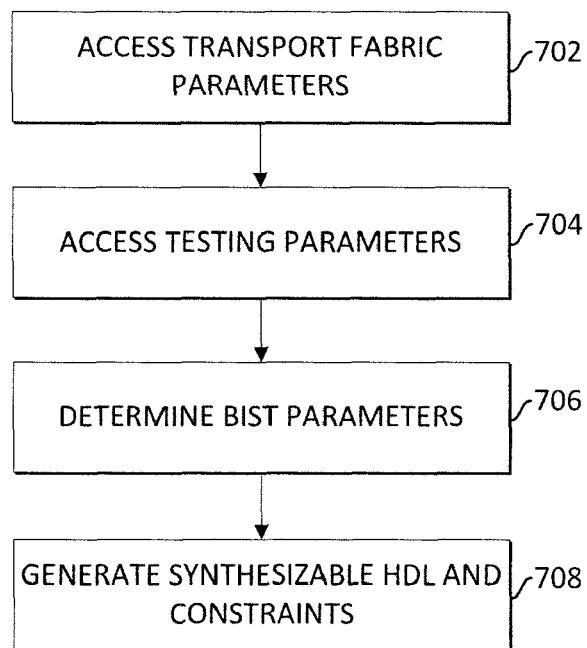 ACCESS TRANSPORT FABRIC
PARAMETERS
702
ACCESS TESTING PARAMETERS
704
DETERMINE BIST PARAMETERS
706
GENERATE SYNTHESIZABLE HDL AND
CONSTRAINTS
708